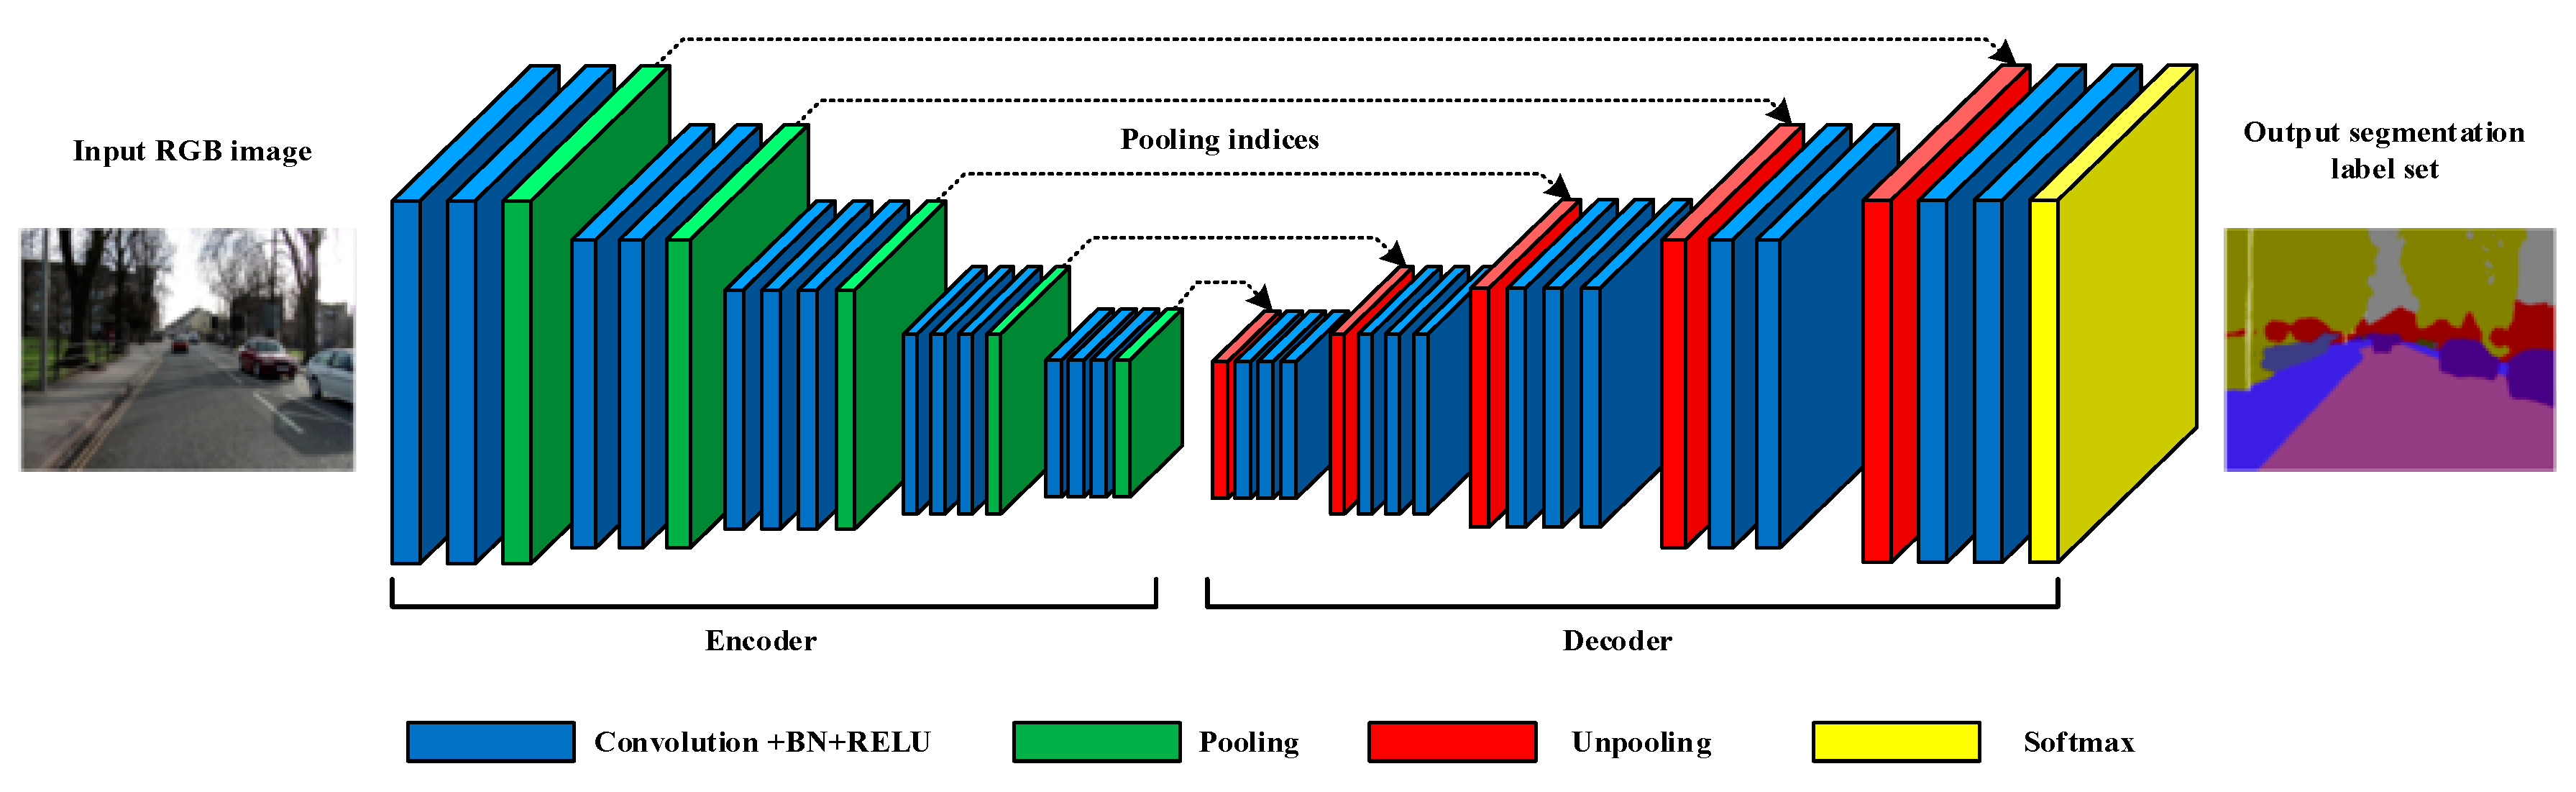 Input RGB image
Pooling indices
Output segmentation
label set
Encoder
Decoder
Convolution +BN+RELU
Pooling
Unpooling
Softmax